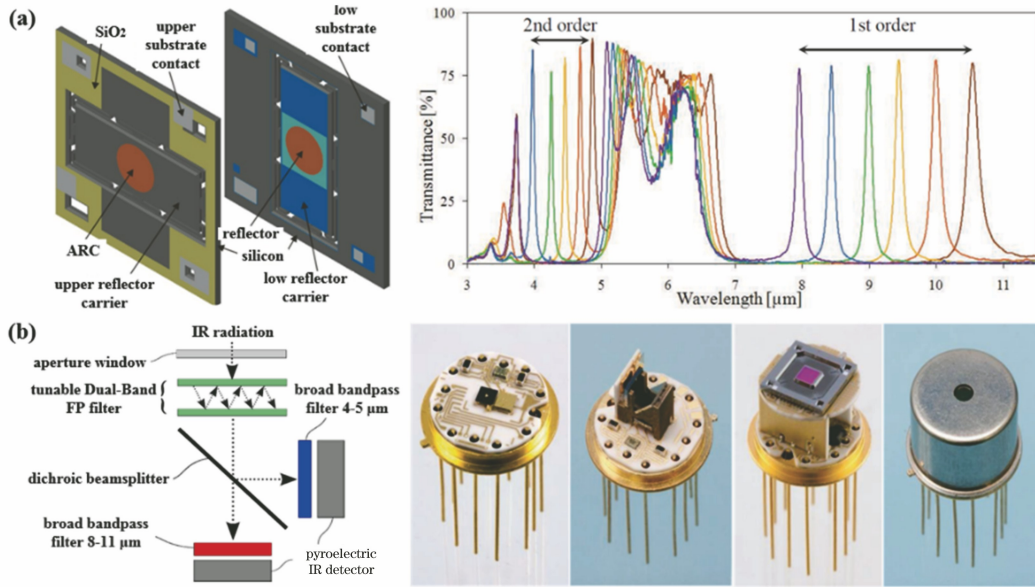 (a)
SiO₂
upper
substrate
contact
low
substrate
contact
ARC
upper reflector
carrier
reflector
silicon
low reflector
carrier
100
75
50
25
0
Transmittance [%]
2nd order
1st order
3 4 5 6 7 8 9 10 11
Wavelength [µm]
(b)
IR radiation
aperture window
tunable Dual-Band
FP filter
broad bandpass
filter 4-5 µm
dichroic beamsplitter
broad bandpass
filter 8-11 µm
pyroelectric
IR detector